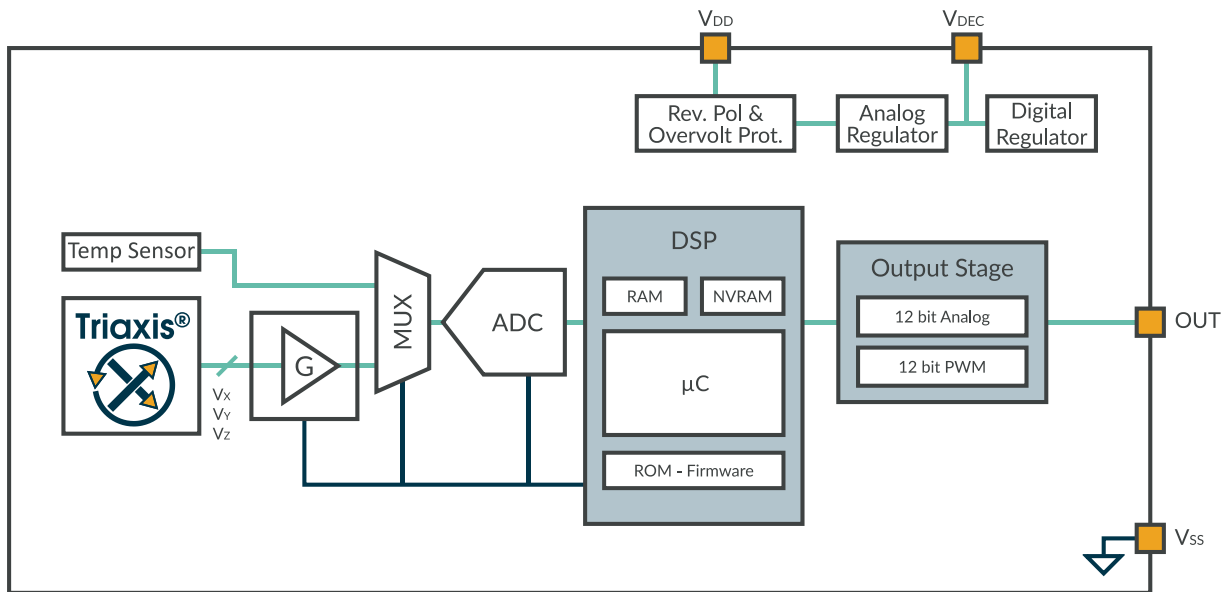 VDD
VDEC
Rev. Pol &
Overvolt Prot.
Analog
Regulator
Digital
Regulator
Temp Sensor
Triaxis®
VX
VY
VZ
G
MUX
ADC
DSP
RAM
NVRAM
µC
ROM - Firmware
Output Stage
12 bit Analog
12 bit PWM
OUT
VSS